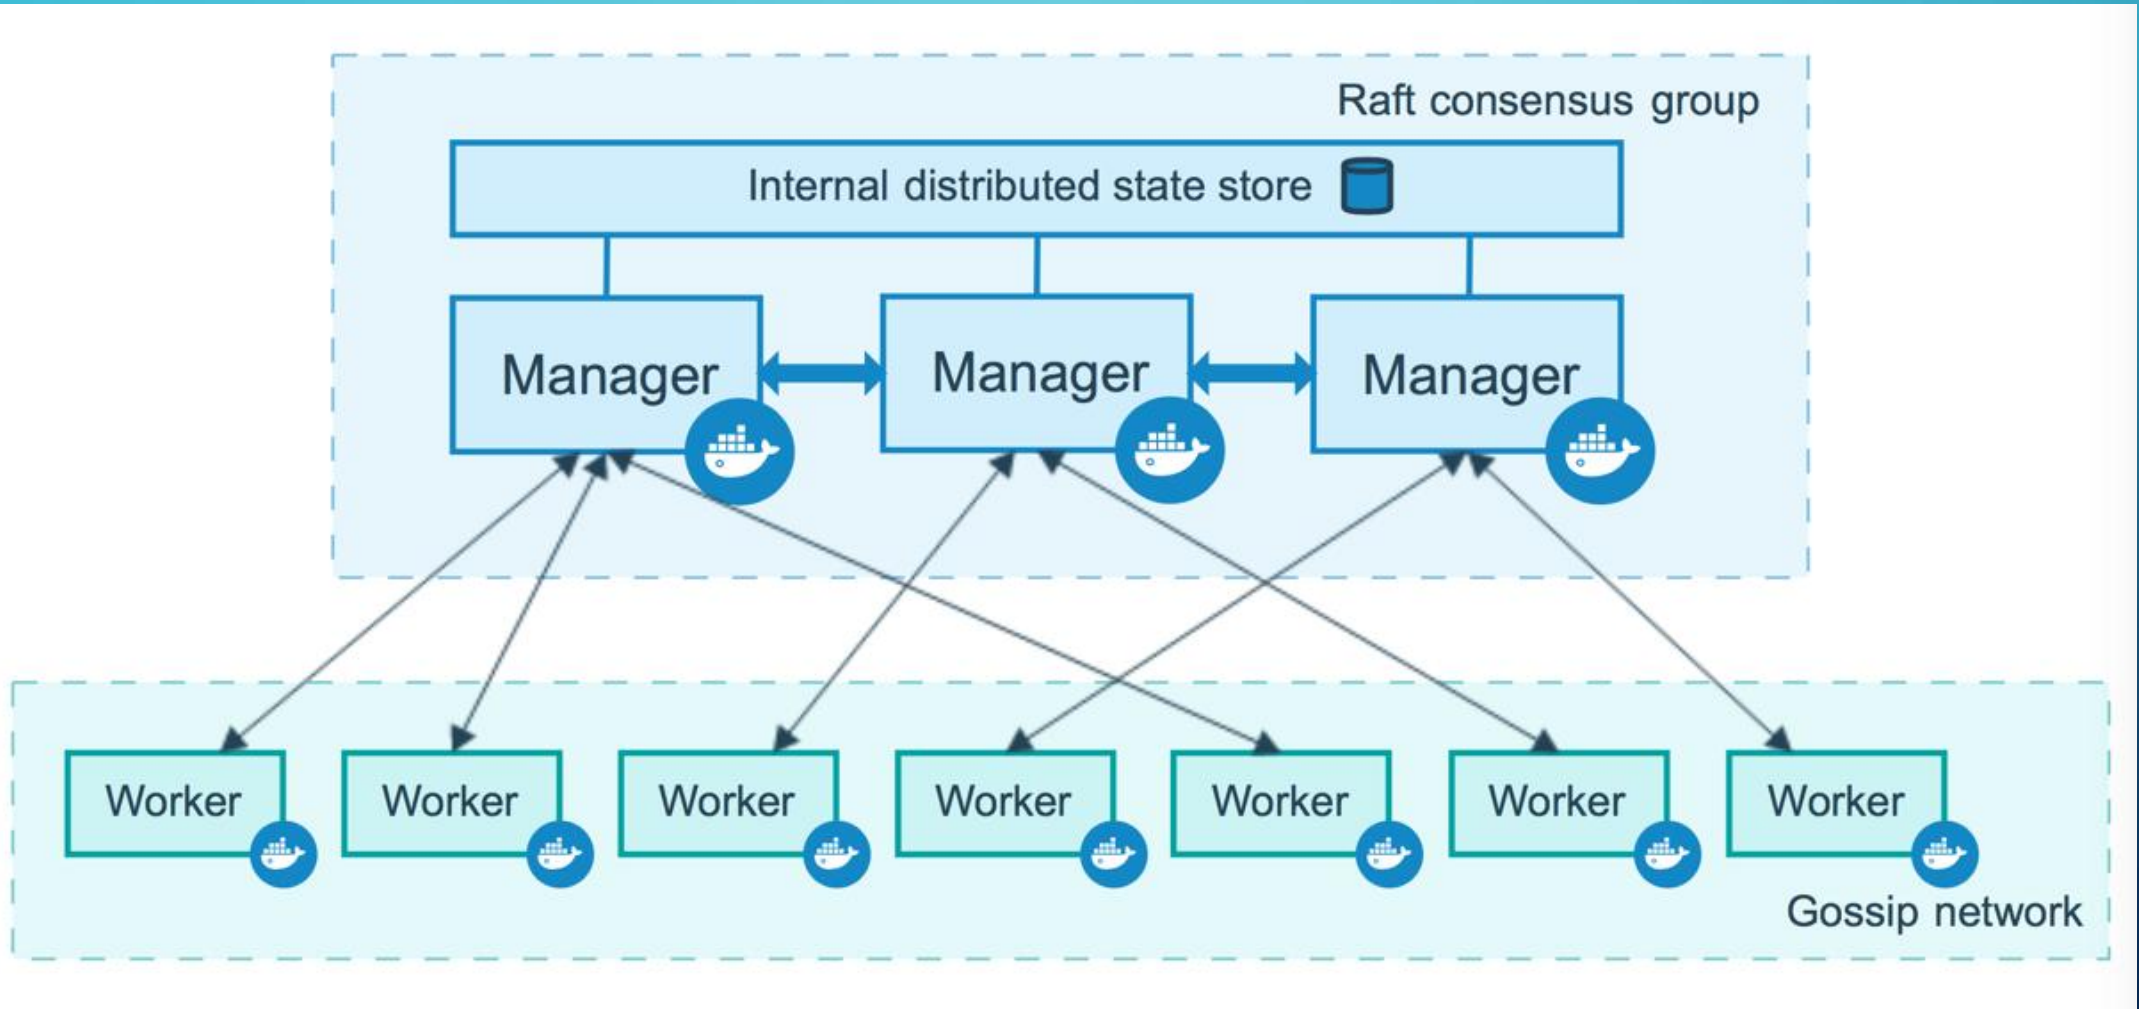 Raft consensus group
Internal distributed state store
Manager
Manager
Manager
Worker
Worker
Worker
Worker
Worker
Worker
Worker
Gossip network